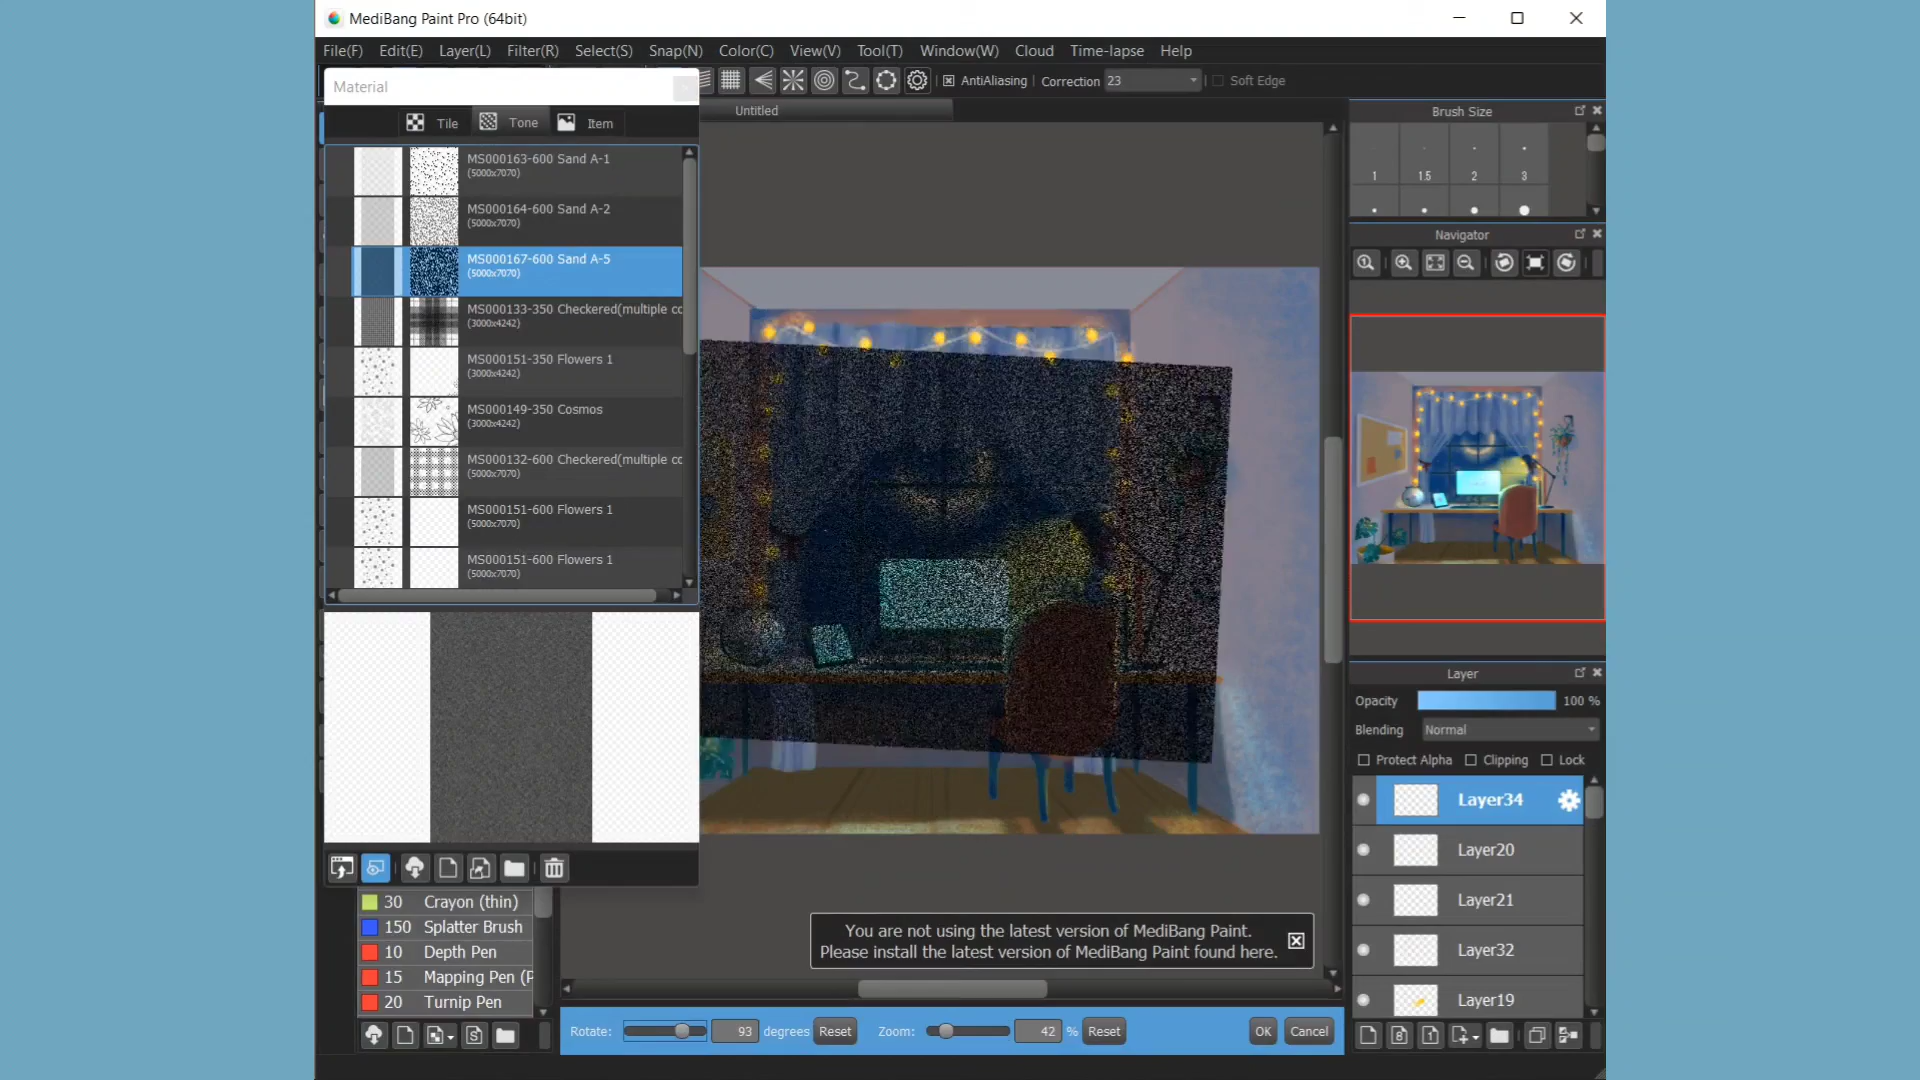 MediBang Paint Pro (64bit)
File(F) Edit(E) Layer(L) Filter(R) Select(S) Snap(N) Color(C) View(V) Tool(T) Window(W) Cloud Time-lapse Help
Material
AntiAliasing
Correction 23
Soft Edge
Untitled
Tile Tone Item
MS000163-600 Sand A-1
(5000x7070)
MS000164-600 Sand A-2
(5000x7070)
MS000167-600 Sand A-5
(5000x7070)
MS000133-350 Checkered(multiple cc
(3000x4242)
MS000151-350 Flowers 1
(3000x4242)
MS000149-350 Cosmos
(3000x4242)
MS000132-600 Checkered(multiple cc
(5000x7070)
MS000151-600 Flowers 1
(5000x7070)
MS000151-600 Flowers 1
(5000x7070)
30 Crayon (thin)
150 Splatter Brush
10 Depth Pen
15 Mapping Pen (P
20 Turnip Pen
You are not using the latest version of MediBang Paint.
Please install the latest version of MediBang Paint found here.
Rotate: 93 degrees Reset Zoom: 42 % Reset OK Cancel
Brush Size
1 1.5 2 3
Navigator
Layer
Opacity 100 %
Blending Normal
Protect Alpha Clipping Lock
Layer34
Layer20
Layer21
Layer32
Layer19